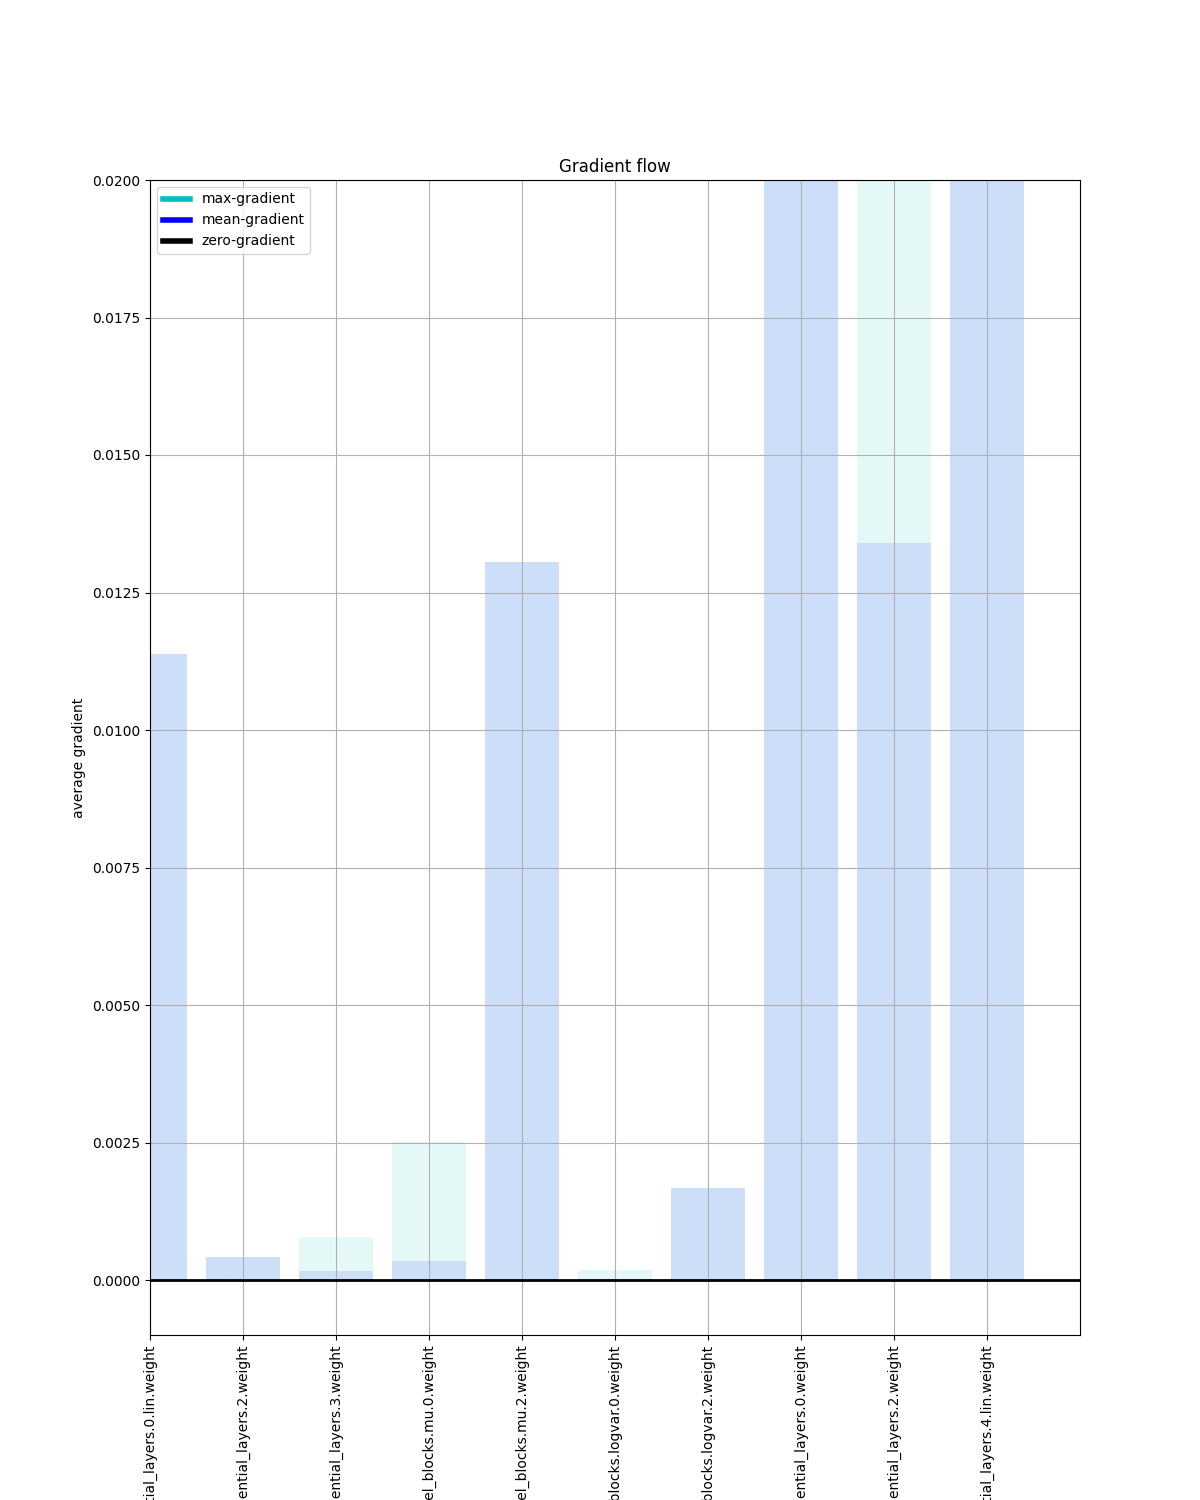 Gradient flow
0.0200
max-gradient
mean-gradient
zero-gradient
0.0175
0.0150
0.0125
0.0100
average gradient
0.0075
0.0050
0.0025
0.0000
tial_layers.0.lin.weight
ential_layers.2.weight
ential_layers.3.weight
el_blocks.mu.0.weight
el_blocks.mu.2.weight
blocks.logvar.0.weight
blocks.logvar.2.weight
ential_layers.0.weight
ential_layers.2.weight
tial_layers.4.lin.weight